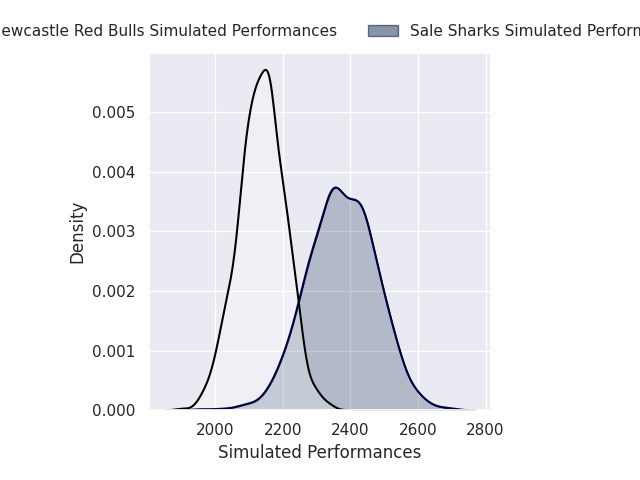 ewcastle Red Bulls Simulated Performances
Sale Sharks Simulated Perforn
0.005
0.004
0.003
0.002
0.001
0.000
Density
2000 2200 2400 2600 2800
Simulated Performances